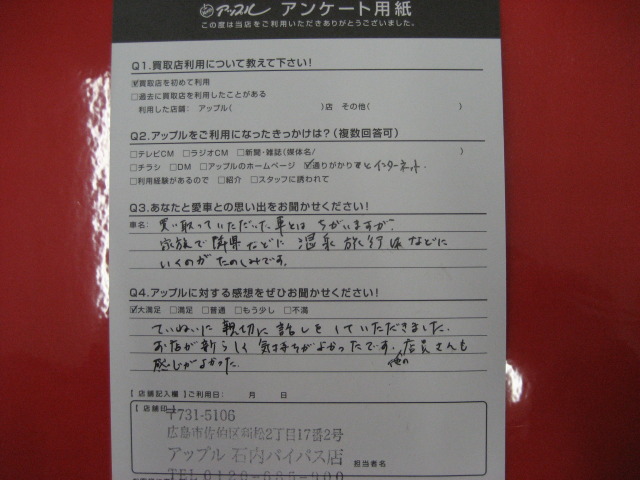 アップル アンケート用紙
この度は当店をご利用いただきありがとうございました。
Q1.買取店利用について教えて下さい!
☑買取店を初めて利用
□過去に買取店を利用したことがある
利用した店舗: アップル( )店 その他( )
Q2.アップルをご利用になったきっかけは?(複数回答可)
□テレビCM □ラジオCM □新聞・雑誌(媒体名/ )
□チラシ □DM □アップルのホームページ ☑通りがかり とインターネット.
□利用経験があるので □紹介 □スタッフに誘われて
Q3.あなたと愛車との思い出をお聞かせください!
車名: 買い取っていただいた車とは ちがいますが、
家族で隣県などに 温泉旅行などに
いくのがたのしみです。
Q4.アップルに対する感想をぜひお聞かせください!
☑大満足 □満足 □普通 □もう少し □不満
ていねいに 親切に 話しをしていただきました.
お店が新らしく 気持ちがよかったです。他の店員さんも
感じがよかった.
【店舗記入欄】ご利用日: 月 日
【店舗印】
〒731-5106
広島市佐伯区新松2丁目17番2号
アップル 石内バイパス店
担当者名